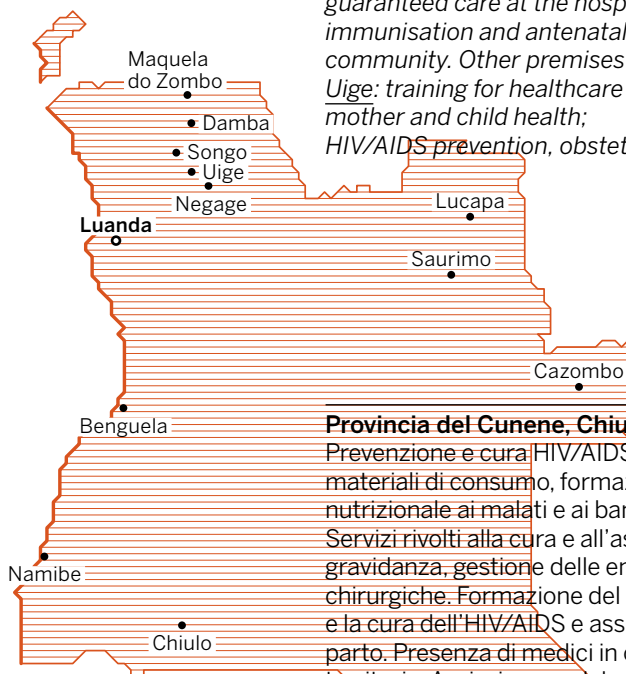 guaranteed care at the hosp
immunisation and antenatal
community. Other premises
Uige: training for healthcare
mother and child health;
HIV/AIDS prevention, obstet
Maquela
do Zombo
Damba
Songo
Uige
Negage
Luanda
Lucapa
Saurimo
Cazombo
Benguela
Namibe
Chiulo
Provincia del Cunene, Chiu
Prevenzione e cura HIV/AIDS
materiali di consumo, formaz
nutrizionale ai malati e ai bam
Servizi rivolti alla cura e all'as
gravidanza, gestione delle em
chirurgiche. Formazione del
e la cura dell'HIV/AIDS e ass
parto. Presenza di medici in